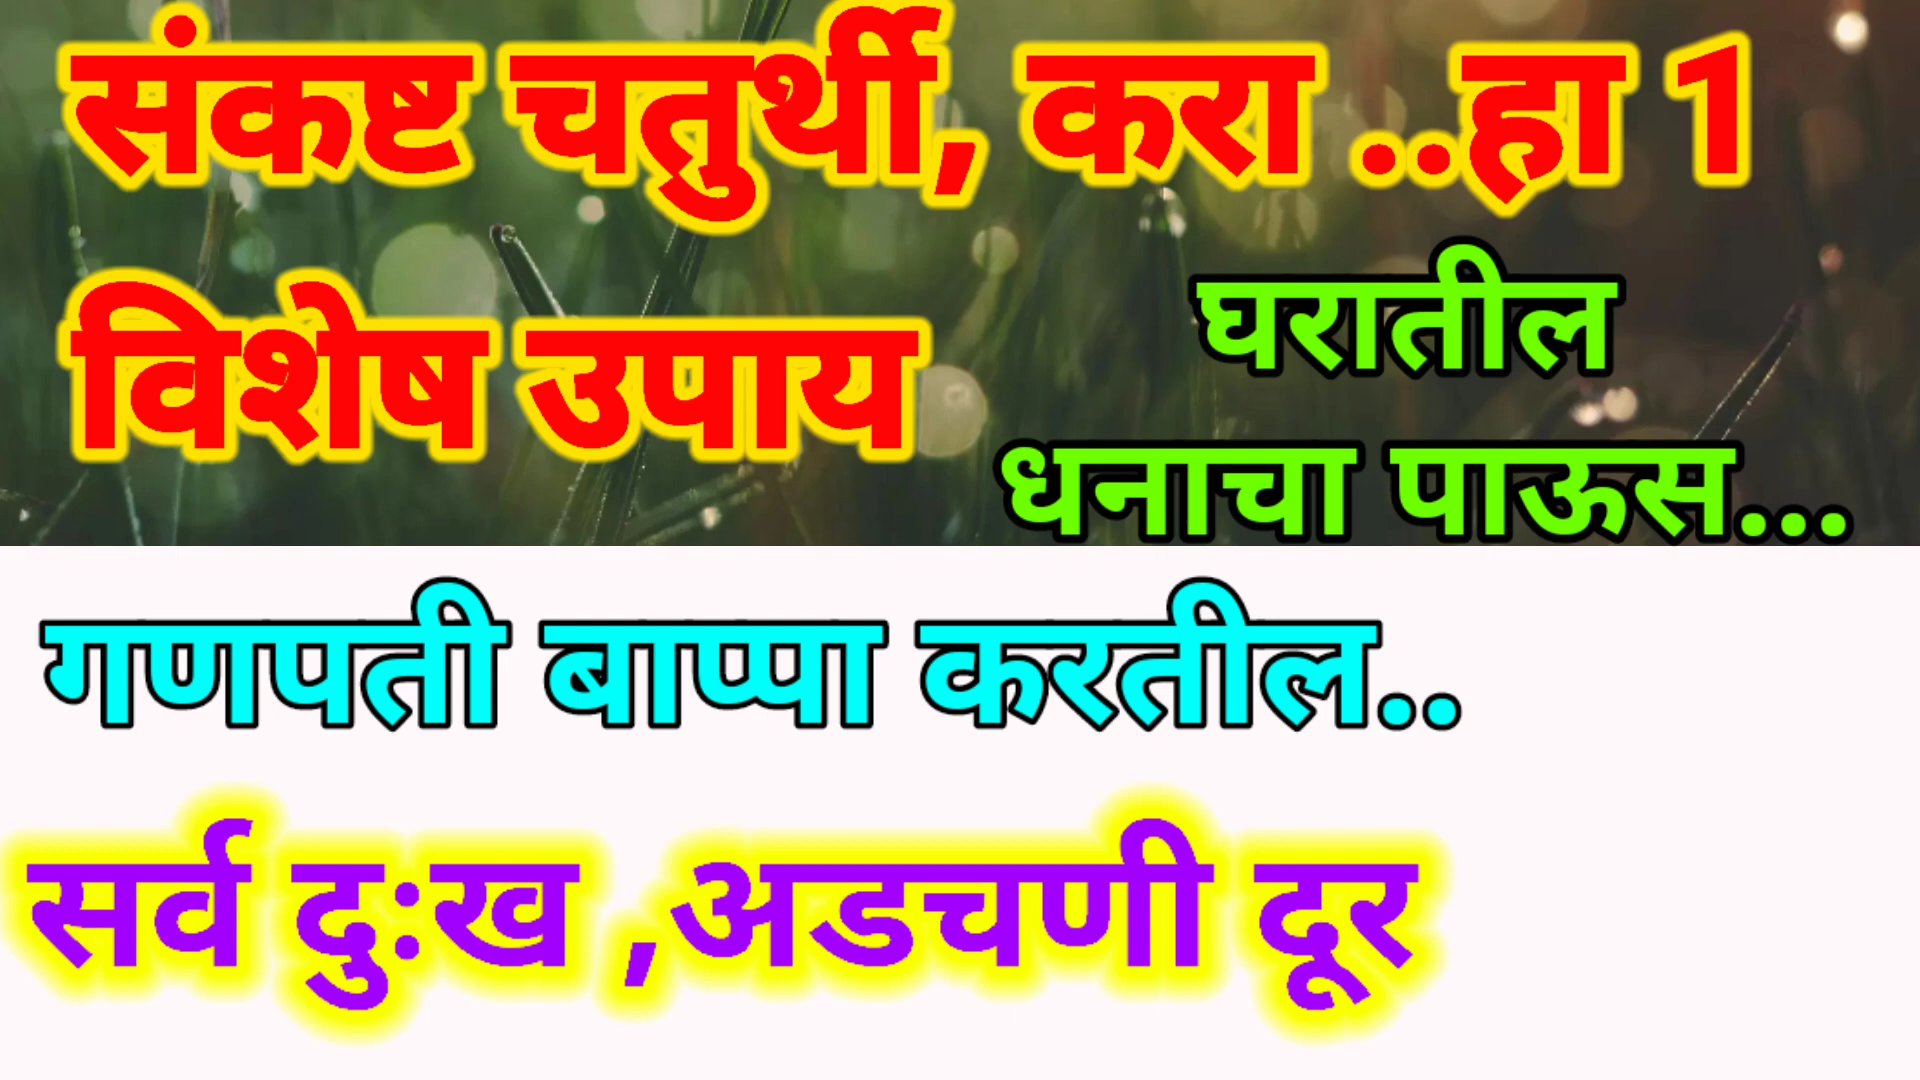 संकष्ट चतुर्थी, करा ..हा 1
विशेष उपाय
घरातील
धनाचा पाऊस...
गणपती बाप्पा करतील..
सर्व दुःख ,अडचणी दूर